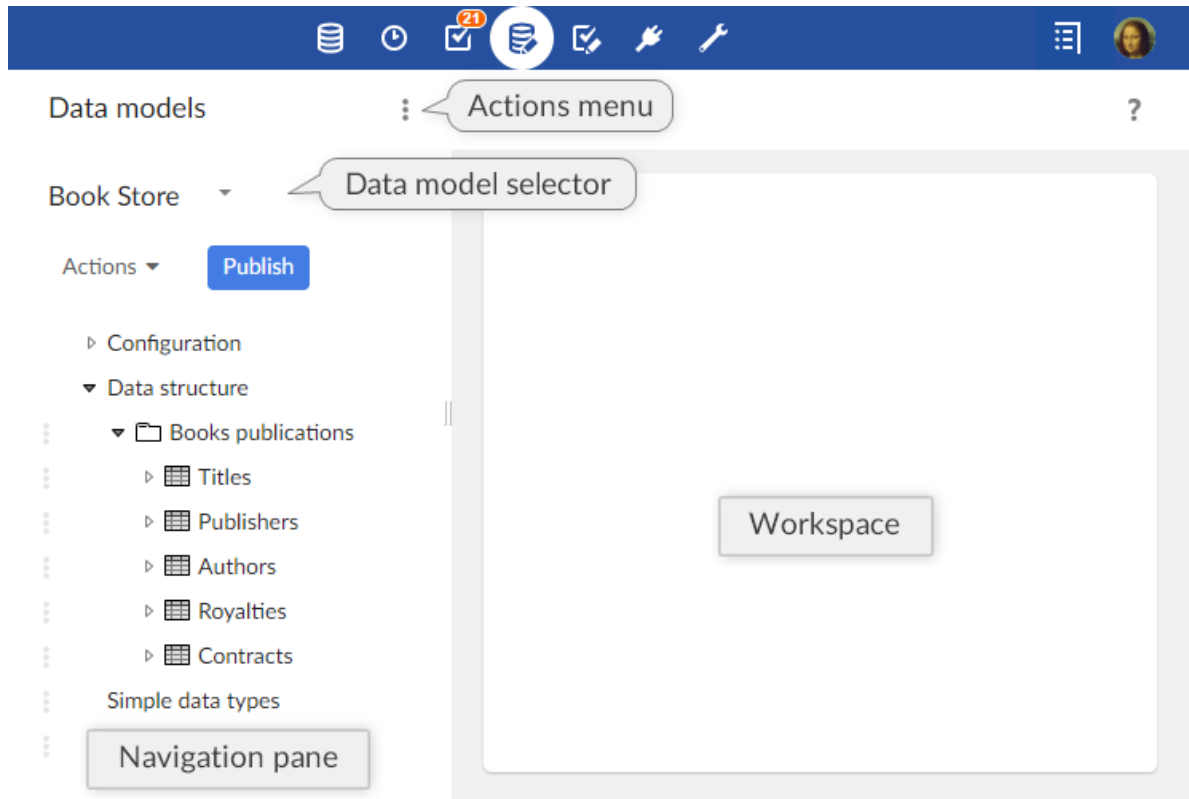 21
Data models
Actions menu
?
Book Store
Data model selector
Actions
Publish
Configuration
Data structure
Books publications
Titles
Publishers
Authors
Royalties
Contracts
Simple data types
Navigation pane
Workspace